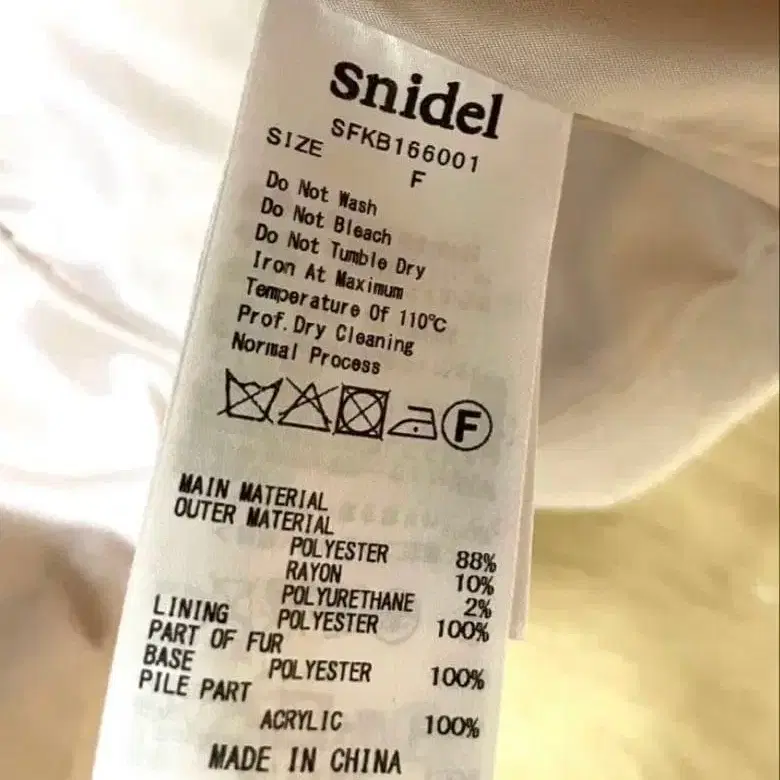 snidel
SFKB166001
SIZE F
Do Not Wash
Do Not Bleach
Do Not Tumble Dry
Iron At Maximum
Temperature Of 110℃
Prof. Dry Cleaning
Normal Process
F
MAIN MATERIAL
OUTER MATERIAL
POLYESTER 88%
RAYON 10%
POLYURETHANE 2%
LINING POLYESTER 100%
PART OF FUR
BASE POLYESTER 100%
PILE PART
ACRYLIC 100%
MADE IN CHINA